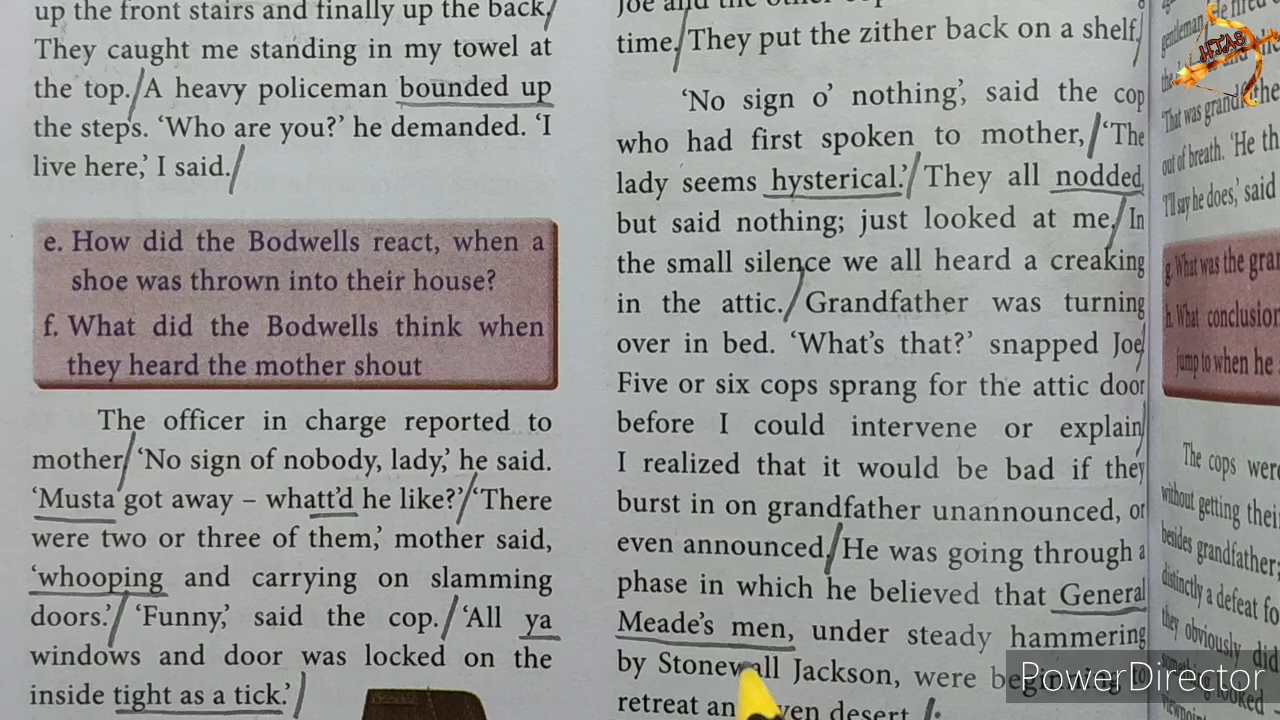 up the front stairs and finally up the back,
They caught me standing in my towel at
the top. A heavy policeman bounded up
the steps. ‘Who are you?’ he demanded. ‘I
live here,’ I said.
e. How did the Bodwells react, when a
shoe was thrown into their house?
f. What did the Bodwells think when
they heard the mother shout
The officer in charge reported to
mother, ‘No sign of nobody, lady,’ he said.
‘Musta got away – whatt’d he like?’ ‘There
were two or three of them,’ mother said,
‘whooping and carrying on slamming
doors.’ ‘Funny,’ said the cop. ‘All ya
windows and door was locked on the
inside tight as a tick.’
Joe and the other
time. They put the zither back on a shelf.
‘No sign o’ nothing’, said the cop
who had first spoken to mother, ‘The
lady seems hysterical.’ They all nodded
but said nothing; just looked at me. In
the small silence we all heard a creaking
in the attic. Grandfather was turning
over in bed. ‘What’s that?’ snapped Joe
Five or six cops sprang for the attic door
before I could intervene or explain
I realized that it would be bad if they
burst in on grandfather unannounced, or
even announced. He was going through a
phase in which he believed that General
Meade’s men, under steady hammering
by Stonewall Jackson, were beginning to
retreat desert
gentleman,
the
‘That was grandfather
out of breath. ‘He th
‘I’ll say he does,’ said
g. What was the gran
h. What conclusion
jump to when he
The cops were
without getting their
besides grandfather;
distinctly a defeat fo
they obviously did
looked
viewpoint
HTAS
PowerDirector